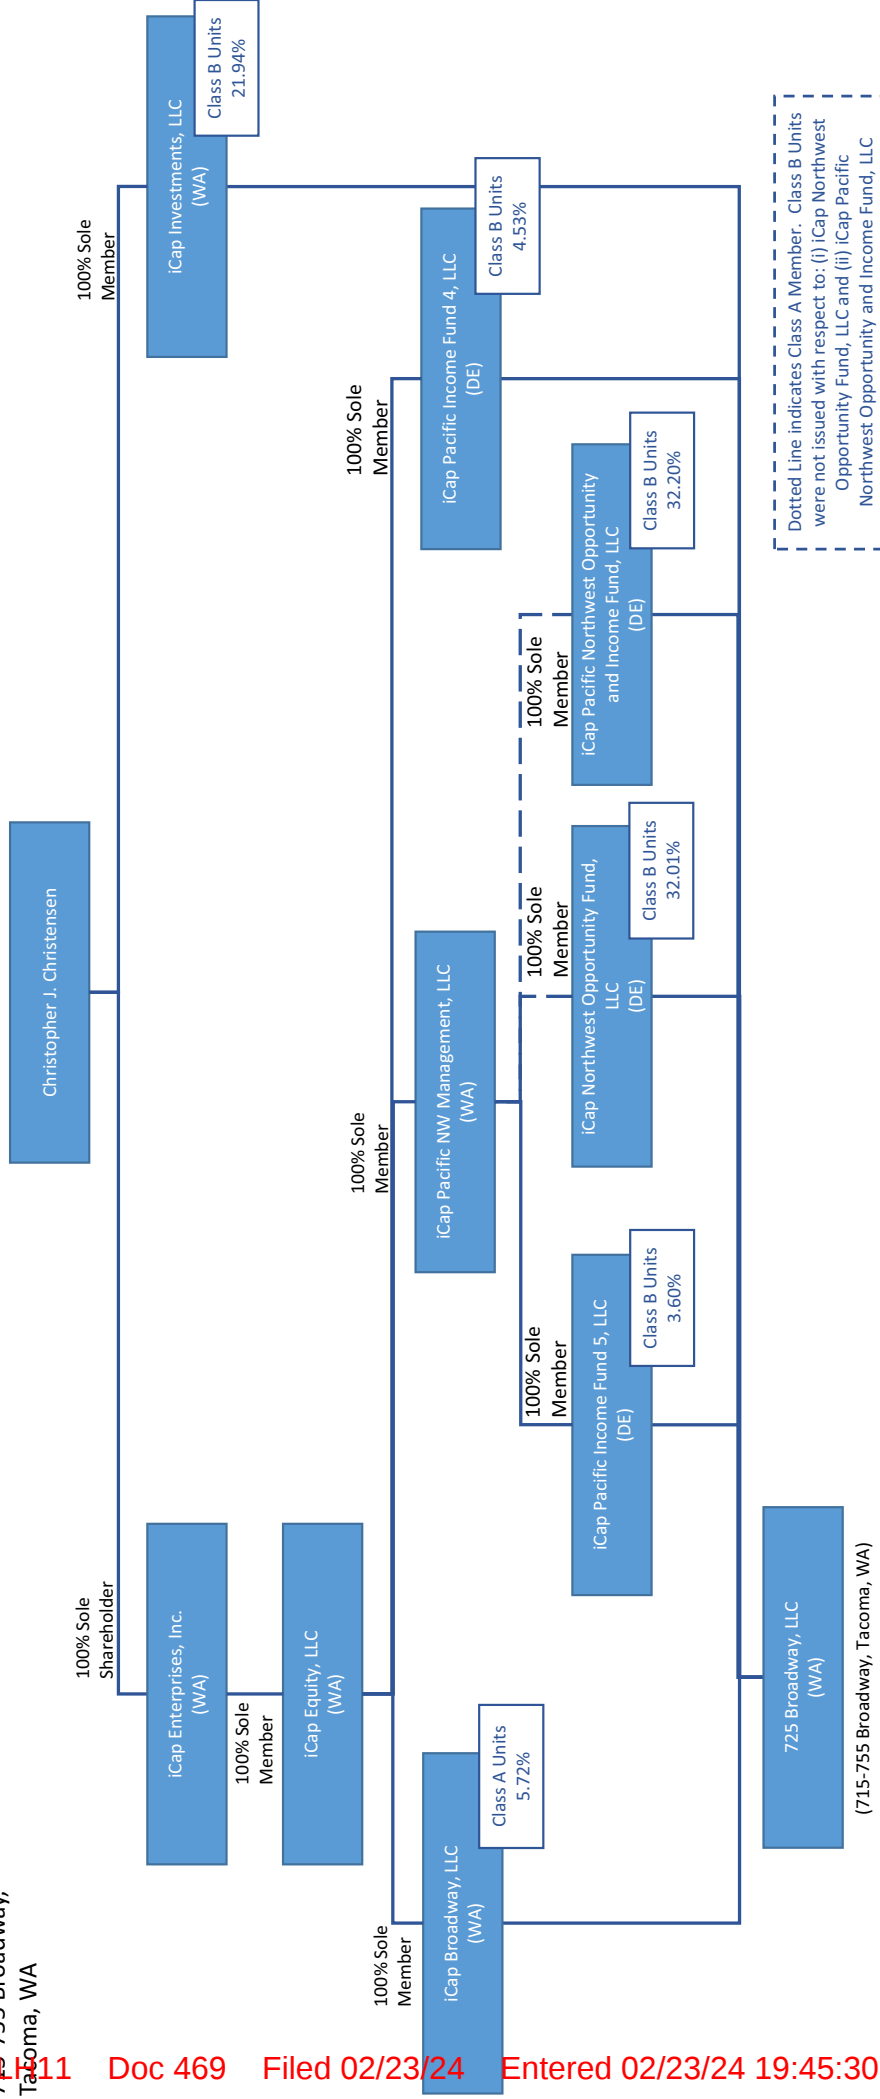 Tacoma, WA
Christopher J. Christensen
100% Sole
Shareholder
100% Sole
Member
iCap Enterprises, Inc.
(WA)
iCap Investments, LLC
(WA)
Class B Units
21.94%
100% Sole
Member
iCap Equity, LLC
(WA)
100% Sole
Member
100% Sole
Member
100% Sole
Member
iCap Broadway, LLC
(WA)
Class A Units
5.72%
iCap Pacific NW Management, LLC
(WA)
iCap Pacific Income Fund 4, LLC
(DE)
Class B Units
4.53%
100% Sole
Member
100% Sole
Member
100% Sole
Member
iCap Pacific Income Fund 5, LLC
(DE)
Class B Units
3.60%
iCap Northwest Opportunity Fund,
LLC
(DE)
Class B Units
32.01%
iCap Pacific Northwest Opportunity
and Income Fund, LLC
(DE)
Class B Units
32.20%
725 Broadway, LLC
(WA)
(715-755 Broadway, Tacoma, WA)
Dotted Line indicates Class A Member. Class B Units
were not issued with respect to: (i) iCap Northwest
Opportunity Fund, LLC and (ii) iCap Pacific
Northwest Opportunity and Income Fund, LLC
11 Doc 469 Filed 02/23/24 Entered 02/23/24 19:45:30